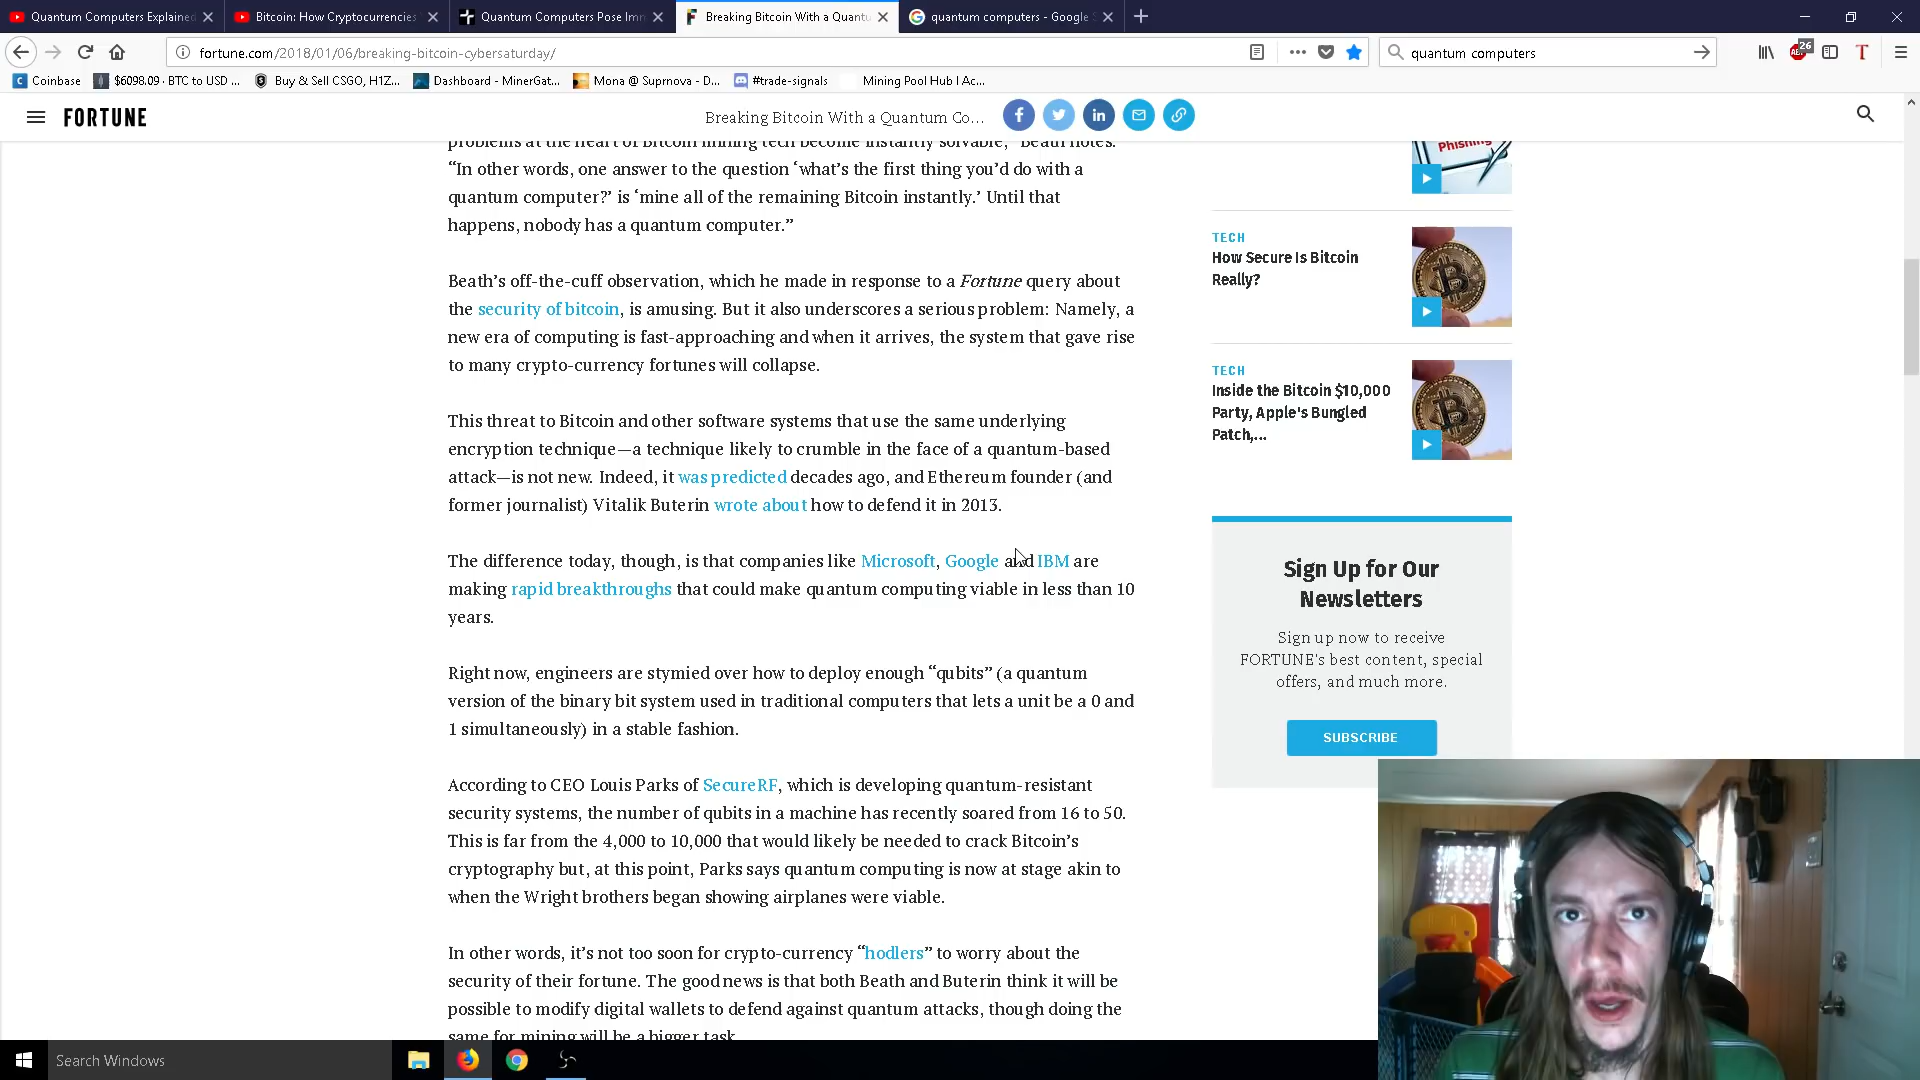 Quantum Computers Explained
Bitcoin: How Cryptocurrencies
Quantum Computers Pose Imm
Breaking Bitcoin With a Quantu
quantum computers - Google S
fortune.com/2018/01/06/breaking-bitcoin-cybersaturday/
quantum computers
26
Coinbase
$6098.09 · BTC to USD ...
Buy & Sell CSGO, H1Z...
Dashboard - MinerGat...
Mona @ Suprnova - D...
#trade-signals
Mining Pool Hub | Ac...
FORTUNE
Breaking Bitcoin With a Quantum Co...
problems at the heart of Bitcoin mining tech become instantly solvable,” Beath notes.
“In other words, one answer to the question ‘what’s the first thing you’d do with a
quantum computer?’ is ‘mine all of the remaining Bitcoin instantly.’ Until that
happens, nobody has a quantum computer.”
Beath’s off-the-cuff observation, which he made in response to a Fortune query about
the security of bitcoin, is amusing. But it also underscores a serious problem: Namely, a
new era of computing is fast-approaching and when it arrives, the system that gave rise
to many crypto-currency fortunes will collapse.
This threat to Bitcoin and other software systems that use the same underlying
encryption technique—a technique likely to crumble in the face of a quantum-based
attack—is not new. Indeed, it was predicted decades ago, and Ethereum founder (and
former journalist) Vitalik Buterin wrote about how to defend it in 2013.
The difference today, though, is that companies like Microsoft, Google and IBM are
making rapid breakthroughs that could make quantum computing viable in less than 10
years.
Right now, engineers are stymied over how to deploy enough “qubits” (a quantum
version of the binary bit system used in traditional computers that lets a unit be a 0 and
1 simultaneously) in a stable fashion.
According to CEO Louis Parks of SecureRF, which is developing quantum-resistant
security systems, the number of qubits in a machine has recently soared from 16 to 50.
This is far from the 4,000 to 10,000 that would likely be needed to crack Bitcoin’s
cryptography but, at this point, Parks says quantum computing is now at stage akin to
when the Wright brothers began showing airplanes were viable.
In other words, it’s not too soon for crypto-currency “hodlers” to worry about the
security of their fortune. The good news is that both Beath and Buterin think it will be
possible to modify digital wallets to defend against quantum attacks, though doing the
same for mining will be a bigger task
Phishing
TECH
How Secure Is Bitcoin
Really?
TECH
Inside the Bitcoin $10,000
Party, Apple's Bungled
Patch,...
Sign Up for Our
Newsletters
Sign up now to receive
FORTUNE's best content, special
offers, and much more.
SUBSCRIBE
Search Windows